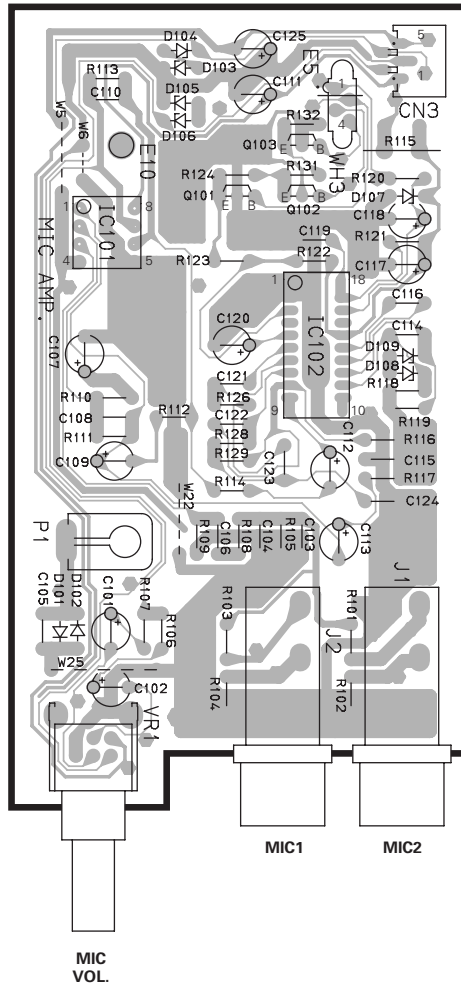 D104
C125
5
R113
D103
E5
1
C110
D105
C111
1
CN3
W5
D106
R132
4
W6
E10
Q103
E
B
WH3
R115
R124
R131
R120
Q101
E
B
E
B
D107
Q102
1
IC101
8
C118
C119
R121
MIC AMP.
4
5
R123
R122
C117
1
18
C116
C120
IC102
C114
C107
D109
C121
D108
R110
R126
R118
C108
R112
C122
9
10
R119
R111
R128
C112
R116
C109
R129
C123
C115
R117
W22
R114
C124
P1
R109
C106
R108
C104
R105
C103
C113
C105
D101
D102
C101
R107
R106
J1
R103
J2
R101
W25
C102
R104
R102
VR1
MIC1
MIC2
MIC
VOL.